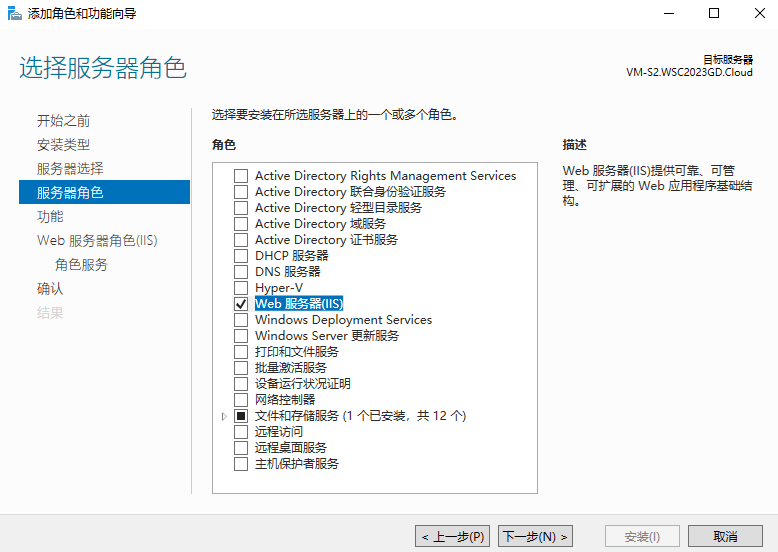 添加角色和功能向导
选择服务器角色
目标服务器
VM-S2.WSC2023GD.Cloud
开始之前
安装类型
服务器选择
服务器角色
功能
Web 服务器角色(IIS)
角色服务
确认
结果
选择要安装在所选服务器上的一个或多个角色。
角色
Active Directory Rights Management Services
Active Directory 联合身份验证服务
Active Directory 轻型目录服务
Active Directory 域服务
Active Directory 证书服务
DHCP 服务器
DNS 服务器
Hyper-V
Web 服务器(IIS)
Windows Deployment Services
Windows Server 更新服务
打印和文件服务
批量激活服务
设备运行状况证明
网络控制器
文件和存储服务 (1 个已安装，共 12 个)
远程访问
远程桌面服务
主机保护者服务
描述
Web 服务器(IIS)提供可靠、可管
理、可扩展的 Web 应用程序基础结
构。
< 上一步(P)
下一步(N) >
安装(I)
取消